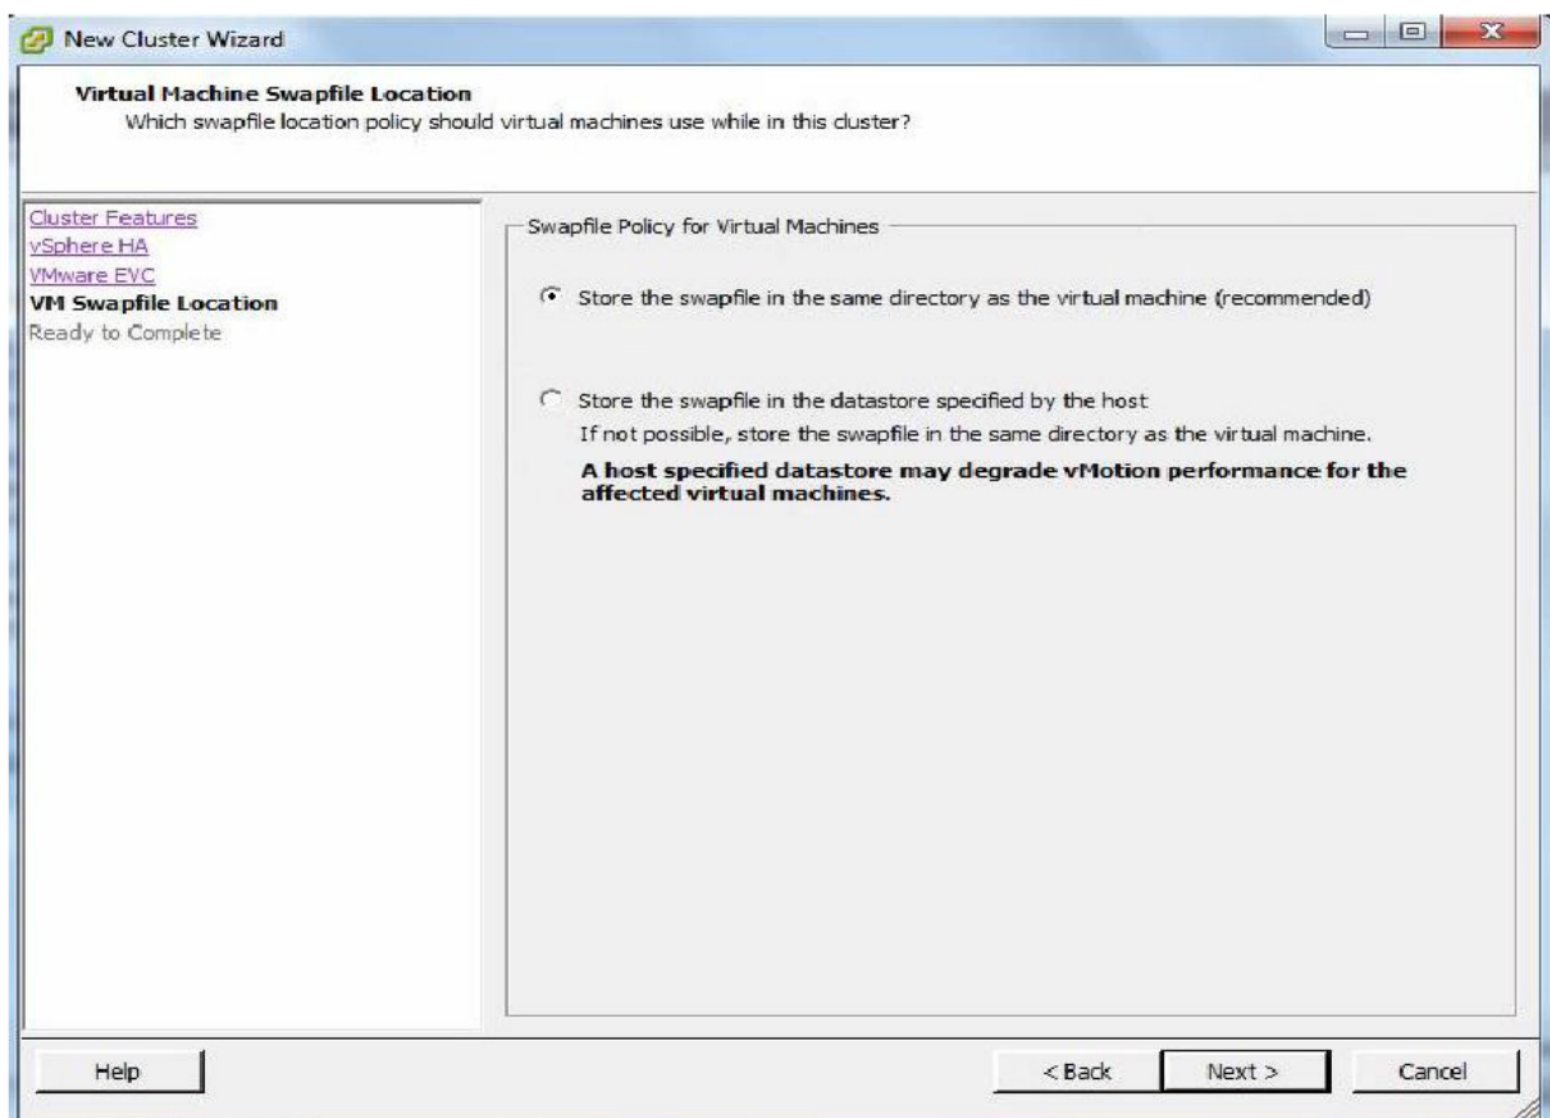 New Cluster Wizard
Virtual Machine Swapfile Location
Which swapfile location policy should virtual machines use while in this cluster?
Cluster Features
vSphere HA
VMware EVC
VM Swapfile Location
Ready to Complete
Swapfile Policy for Virtual Machines
Store the swapfile in the same directory as the virtual machine (recommended)
Store the swapfile in the datastore specified by the host
If not possible, store the swapfile in the same directory as the virtual machine.
A host specified datastore may degrade vMotion performance for the
affected virtual machines.
Help
< Back
Next >
Cancel